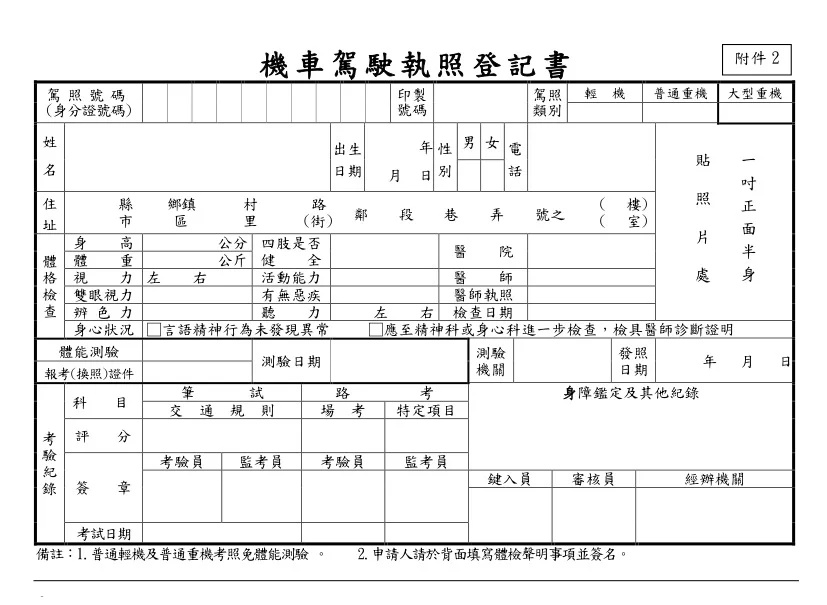 附件 2
機車駕駛執照登記書
駕照號碼 印製 駕照 輕機 普通重機 大型重機
（身分證號碼） 號碼 類別
姓名 出生日期 年 月 日 性別 男 女 電話
貼照片處 一吋正面半身
住址 縣 鄉鎮 村 路 （ 樓）
市 區 里 （街） 鄰 段 巷 弄 號之 （ 室）
體格檢查
身高 公分 四肢是否健全 醫院
體重 公斤
視力 左 右 活動能力 醫師
雙眼視力 有無惡疾 醫師執照
辨色力 聽力 左 右 檢查日期
身心狀況 □言語精神行為未發現異常 □應至精神科或身心科進一步檢查，檢具醫師診斷證明
體能測驗 測驗日期 測驗機關 發照日期 年 月 日
報考(換照)證件
考驗紀錄
科目 筆試 路考 身障鑑定及其他紀錄
交通規則 場考 特定項目
評分
簽章 考驗員 監考員 考驗員 監考員
鍵入員 審核員 經辦機關
考試日期
備註：1. 普通輕機及普通重機考照免體能測驗 。 2. 申請人請於背面填寫體檢聲明事項並簽名。